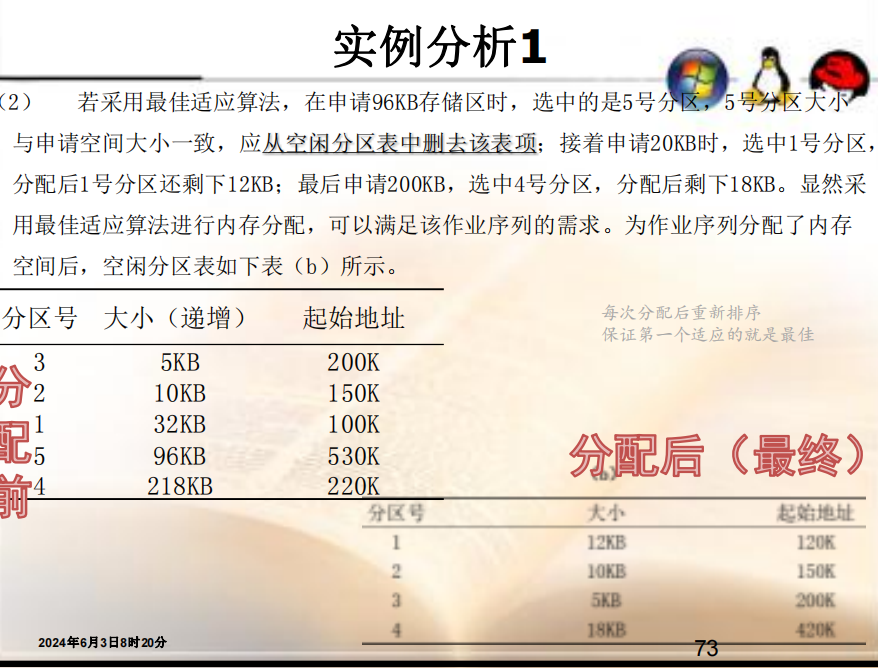 实例分析1
(2) 若采用最佳适应算法，在申请96KB存储区时，选中的是5号分区，5号分区大小
与申请空间大小一致，应从空闲分区表中删去该表项；接着申请20KB时，选中1号分区，
分配后1号分区还剩下12KB；最后申请200KB，选中4号分区，分配后剩下18KB。显然采
用最佳适应算法进行内存分配，可以满足该作业序列的需求。为作业序列分配了内存
空间后，空闲分区表如下表（b）所示。
每次分配后重新排序
保证第一个适应的就是最佳
分配前
分区号 大小（递增） 起始地址
3 5KB 200K
2 10KB 150K
1 32KB 100K
5 96KB 530K
4 218KB 220K
分配后（最终）
(b)
分区号 大小 起始地址
1 12KB 120K
2 10KB 150K
3 5KB 200K
4 18KB 420K
2024年6月3日8时20分
73